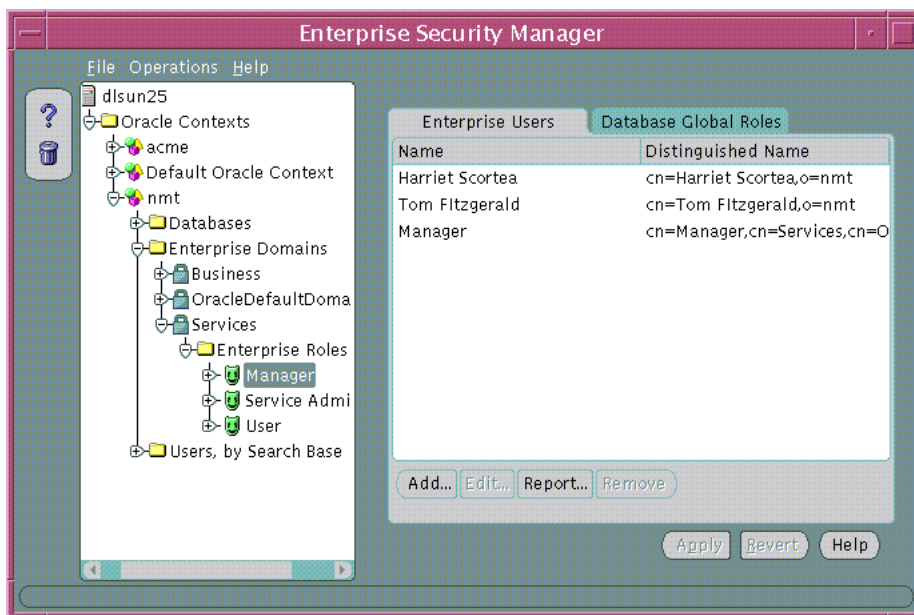 Enterprise Security Manager
File Operations Help
dlsun25
Oracle Contexts
acme
Default Oracle Context
nmt
Databases
Enterprise Domains
Business
OracleDefaultDoma
Services
Enterprise Roles
Manager
Service Admi
User
Users, by Search Base
Enterprise Users
Database Global Roles
Name Distinguished Name
Harriet Scortea cn=Harriet Scortea,o=nmt
Tom FItzgerald cn=Tom FItzgerald,o=nmt
Manager cn=Manager,cn=Services,cn=O
Add... Edit... Report... Remove
Apply Revert Help